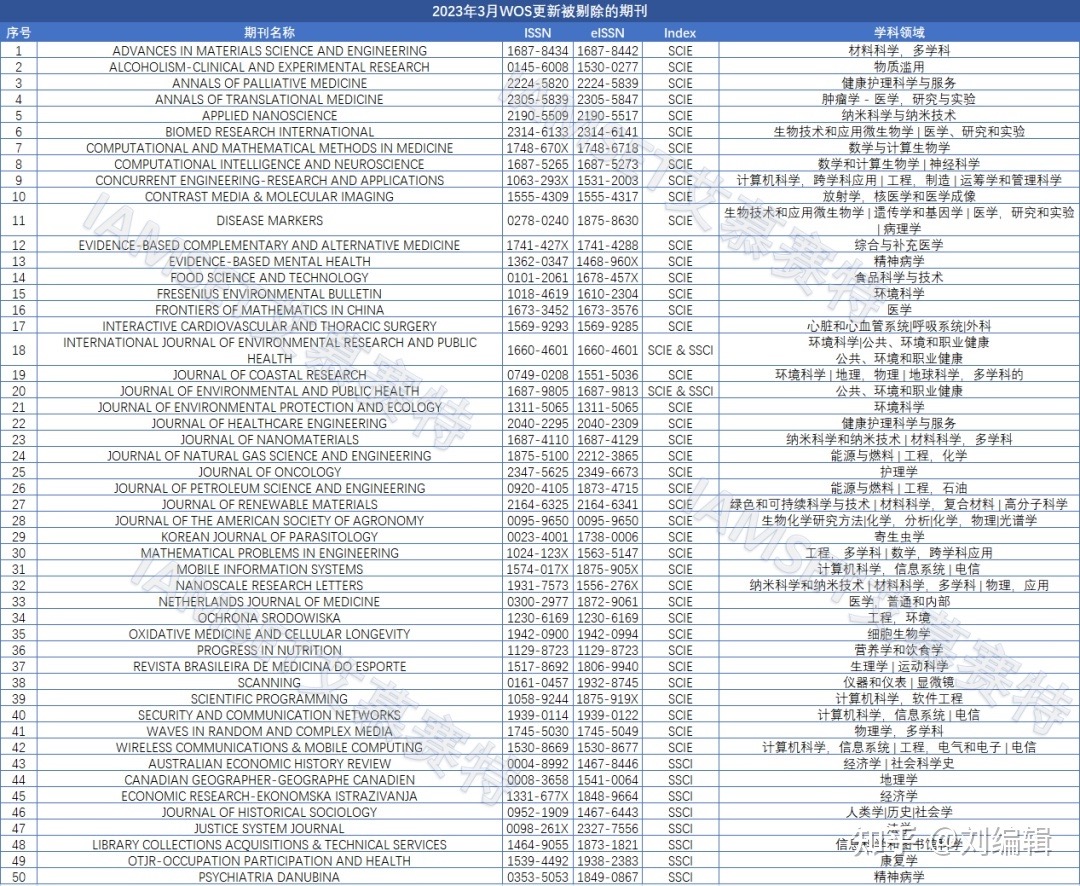 2023年3月WOS更新被剔除的期刊
序号 期刊名称 ISSN eISSN Index 学科领域
1 ADVANCES IN MATERIALS SCIENCE AND ENGINEERING 1687-8434 1687-8442 SCIE 材料科学，多学科
2 ALCOHOLISM-CLINICAL AND EXPERIMENTAL RESEARCH 0145-6008 1530-0277 SCIE 物质滥用
3 ANNALS OF PALLIATIVE MEDICINE 2224-5820 2224-5839 SCIE 健康护理科学与服务
4 ANNALS OF TRANSLATIONAL MEDICINE 2305-5839 2305-5847 SCIE 肿瘤学 - 医学，研究与实验
5 APPLIED NANOSCIENCE 2190-5509 2190-5517 SCIE 纳米科学与纳米技术
6 BIOMED RESEARCH INTERNATIONAL 2314-6133 2314-6141 SCIE 生物技术和应用微生物学 | 医学、研究和实验
7 COMPUTATIONAL AND MATHEMATICAL METHODS IN MEDICINE 1748-670X 1748-6718 SCIE 数学与计算生物学
8 COMPUTATIONAL INTELLIGENCE AND NEUROSCIENCE 1687-5265 1687-5273 SCIE 数学和计算生物学 | 神经科学
9 CONCURRENT ENGINEERING-RESEARCH AND APPLICATIONS 1063-293X 1531-2003 SCIE 计算机科学，跨学科应用 | 工程，制造 | 运筹学和管理科学
10 CONTRAST MEDIA & MOLECULAR IMAGING 1555-4309 1555-4317 SCIE 放射学，核医学和医学成像
11 DISEASE MARKERS 0278-0240 1875-8630 SCIE 生物技术和应用微生物学 | 遗传学和基因学 | 医学，研究和实验
| 病理学
12 EVIDENCE-BASED COMPLEMENTARY AND ALTERNATIVE MEDICINE 1741-427X 1741-4288 SCIE 综合与补充医学
13 EVIDENCE-BASED MENTAL HEALTH 1362-0347 1468-960X SCIE 精神病学
14 FOOD SCIENCE AND TECHNOLOGY 0101-2061 1678-457X SCIE 食品科学与技术
15 FRESENIUS ENVIRONMENTAL BULLETIN 1018-4619 1610-2304 SCIE 环境科学
16 FRONTIERS OF MATHEMATICS IN CHINA 1673-3452 1673-3576 SCIE 医学
17 INTERACTIVE CARDIOVASCULAR AND THORACIC SURGERY 1569-9293 1569-9285 SCIE 心脏和心血管系统|呼吸系统|外科
18 INTERNATIONAL JOURNAL OF ENVIRONMENTAL RESEARCH AND PUBLIC
HEALTH 1660-4601 1660-4601 SCIE & SSCI 环境科学|公共、环境和职业健康
公共、环境和职业健康
19 JOURNAL OF COASTAL RESEARCH 0749-0208 1551-5036 SCIE 环境科学 | 地理，物理 | 地球科学，多学科的
20 JOURNAL OF ENVIRONMENTAL AND PUBLIC HEALTH 1687-9805 1687-9813 SCIE & SSCI 公共、环境和职业健康
21 JOURNAL OF ENVIRONMENTAL PROTECTION AND ECOLOGY 1311-5065 1311-5065 SCIE 环境科学
22 JOURNAL OF HEALTHCARE ENGINEERING 2040-2295 2040-2309 SCIE 健康护理科学与服务
23 JOURNAL OF NANOMATERIALS 1687-4110 1687-4129 SCIE 纳米科学和纳米技术 | 材料科学，多学科
24 JOURNAL OF NATURAL GAS SCIENCE AND ENGINEERING 1875-5100 2212-3865 SCIE 能源与燃料 | 工程，化学
25 JOURNAL OF ONCOLOGY 2347-5625 2349-6673 SCIE 护理学
26 JOURNAL OF PETROLEUM SCIENCE AND ENGINEERING 0920-4105 1873-4715 SCIE 能源与燃料 | 工程，石油
27 JOURNAL OF RENEWABLE MATERIALS 2164-6325 2164-6341 SCIE 绿色和可持续科学与技术 | 材料科学，复合材料 | 高分子科学
28 JOURNAL OF THE AMERICAN SOCIETY OF AGRONOMY 0095-9650 0095-9650 SCIE 生物化学研究方法|化学，分析|化学，物理|光谱学
29 KOREAN JOURNAL OF PARASITOLOGY 0023-4001 1738-0006 SCIE 寄生虫学
30 MATHEMATICAL PROBLEMS IN ENGINEERING 1024-123X 1563-5147 SCIE 工程，多学科 | 数学，跨学科应用
31 MOBILE INFORMATION SYSTEMS 1574-017X 1875-905X SCIE 计算机科学，信息系统 | 电信
32 NANOSCALE RESEARCH LETTERS 1931-7573 1556-276X SCIE 纳米科学和纳米技术 | 材料科学，多学科 | 物理，应用
33 NETHERLANDS JOURNAL OF MEDICINE 0300-2977 1872-9061 SCIE 医学，普通和内部
34 OCHRONA SRODOWISKA 1230-6169 1230-6169 SCIE 工程，环境
35 OXIDATIVE MEDICINE AND CELLULAR LONGEVITY 1942-0900 1942-0994 SCIE 细胞生物学
36 PROGRESS IN NUTRITION 1129-8723 1129-8723 SCIE 营养学和饮食学
37 REVISTA BRASILEIRA DE MEDICINA DO ESPORTE 1517-8692 1806-9940 SCIE 生理学 | 运动科学
38 SCANNING 0161-0457 1932-8745 SCIE 仪器和仪表 | 显微镜
39 SCIENTIFIC PROGRAMMING 1058-9244 1875-919X SCIE 计算机科学，软件工程
40 SECURITY AND COMMUNICATION NETWORKS 1939-0114 1939-0122 SCIE 计算机科学，信息系统 | 电信
41 WAVES IN RANDOM AND COMPLEX MEDIA 1745-5030 1745-5049 SCIE 物理学，多学科
42 WIRELESS COMMUNICATIONS & MOBILE COMPUTING 1530-8669 1530-8677 SCIE 计算机科学，信息系统 | 工程，电气和电子 | 电信
43 AUSTRALIAN ECONOMIC HISTORY REVIEW 0004-8992 1467-8446 SSCI 经济学 | 社会科学史
44 CANADIAN GEOGRAPHER-GEOGRAPHE CANADIEN 0008-3658 1541-0064 SSCI 地理学
45 ECONOMIC RESEARCH-EKONOMSKA ISTRAZIVANJA 1331-677X 1848-9664 SSCI 经济学
46 JOURNAL OF HISTORICAL SOCIOLOGY 0952-1909 1467-6443 SSCI 人类学|历史|社会学
47 JUSTICE SYSTEM JOURNAL 0098-261X 2327-7556 SSCI 法学
48 LIBRARY COLLECTIONS ACQUISITIONS & TECHNICAL SERVICES 1464-9055 1873-1821 SSCI
49 OTJR-OCCUPATION PARTICIPATION AND HEALTH 1539-4492 1938-2383 SSCI 康复学
50 PSYCHIATRIA DANUBINA 0353-5053 1849-0867 SSCI 精神病学
知乎 @刘编辑